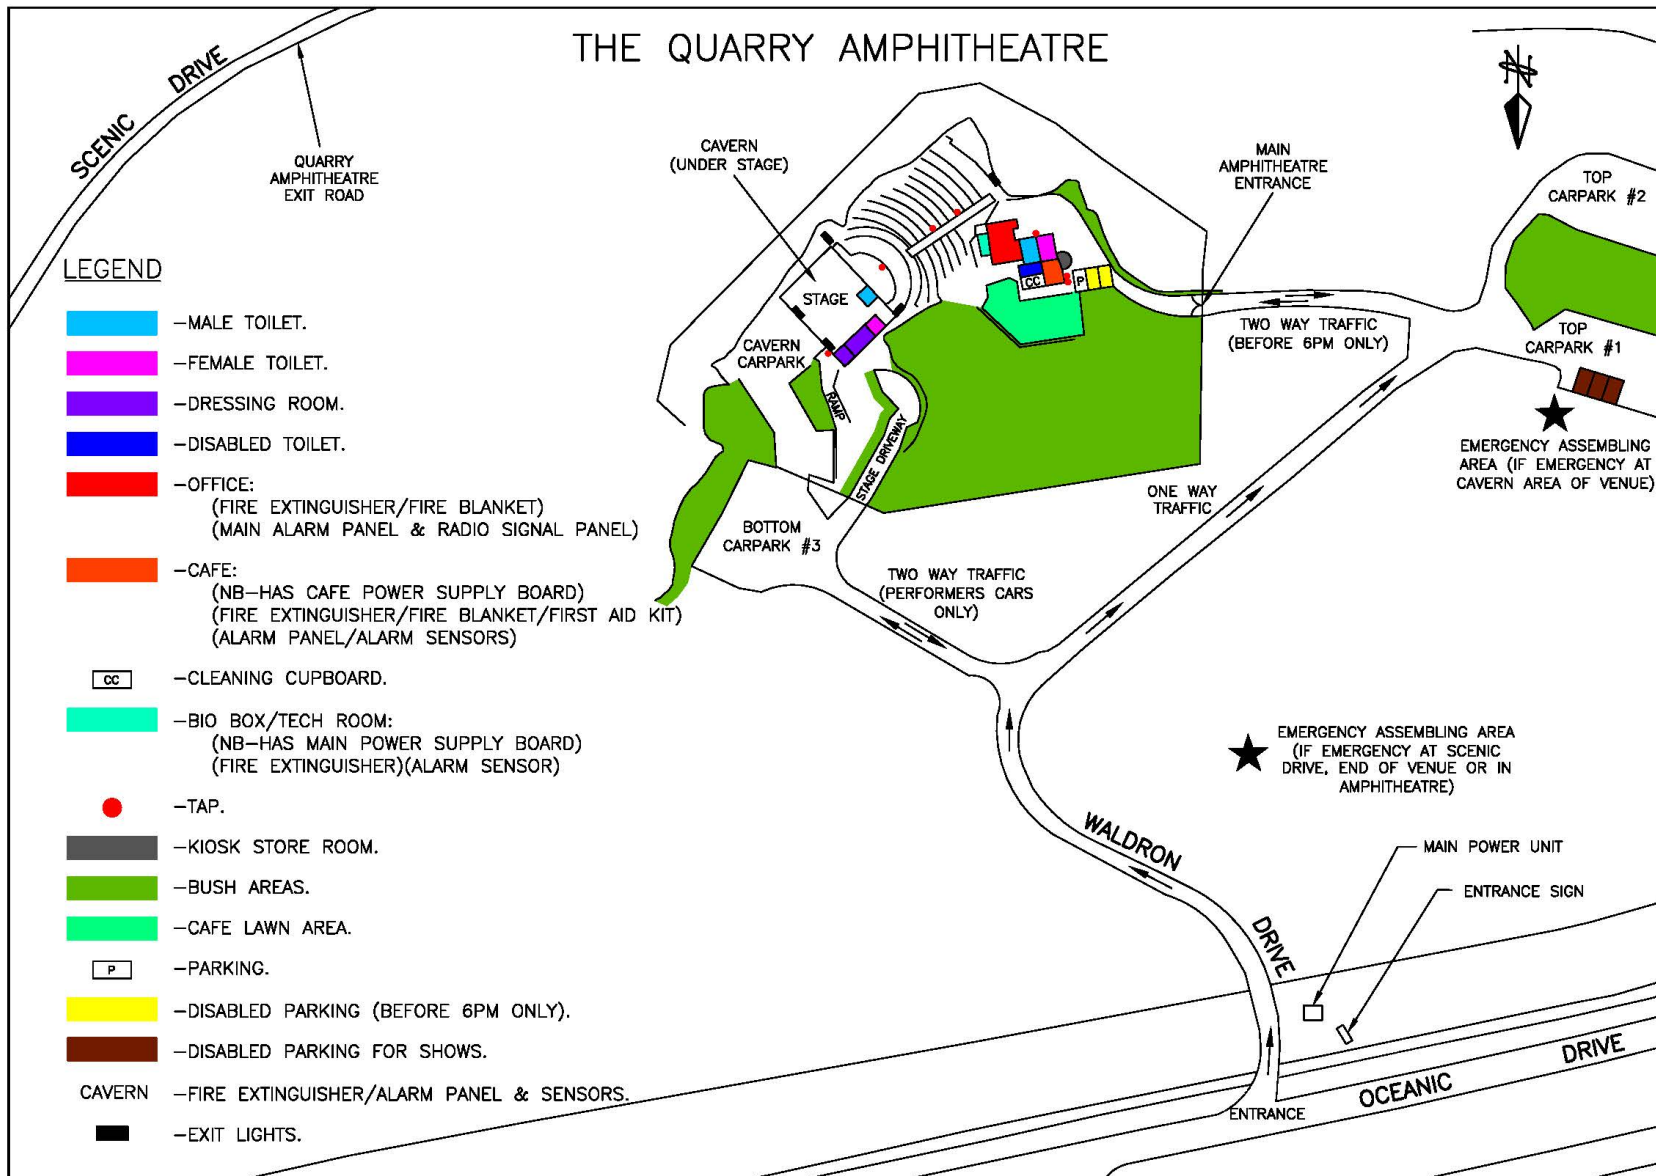 THE QUARRY AMPHITHEATRE
SCENIC DRIVE
QUARRY
AMPHITHEATRE
EXIT ROAD
CAVERN
(UNDER STAGE)
MAIN
AMPHITHEATRE
ENTRANCE
N
TOP
CARPARK #2
LEGEND
-MALE TOILET.
-FEMALE TOILET.
-DRESSING ROOM.
-DISABLED TOILET.
-OFFICE:
(FIRE EXTINGUISHER/FIRE BLANKET)
(MAIN ALARM PANEL & RADIO SIGNAL PANEL)
-CAFE:
(NB-HAS CAFE POWER SUPPLY BOARD)
(FIRE EXTINGUISHER/FIRE BLANKET/FIRST AID KIT)
(ALARM PANEL/ALARM SENSORS)
CC -CLEANING CUPBOARD.
-BIO BOX/TECH ROOM:
(NB-HAS MAIN POWER SUPPLY BOARD)
(FIRE EXTINGUISHER)(ALARM SENSOR)
-TAP.
-KIOSK STORE ROOM.
-BUSH AREAS.
-CAFE LAWN AREA.
P -PARKING.
-DISABLED PARKING (BEFORE 6PM ONLY).
-DISABLED PARKING FOR SHOWS.
CAVERN -FIRE EXTINGUISHER/ALARM PANEL & SENSORS.
-EXIT LIGHTS.
STAGE
CC
P
CAVERN
CARPARK
RAMP
STAGE DRIVEWAY
TWO WAY TRAFFIC
(BEFORE 6PM ONLY)
TOP
CARPARK #1
EMERGENCY ASSEMBLING
AREA (IF EMERGENCY AT
CAVERN AREA OF VENUE)
ONE WAY
TRAFFIC
BOTTOM
CARPARK #3
TWO WAY TRAFFIC
(PERFORMERS CARS
ONLY)
EMERGENCY ASSEMBLING AREA
(IF EMERGENCY AT SCENIC
DRIVE, END OF VENUE OR IN
AMPHITHEATRE)
WALDRON DRIVE
MAIN POWER UNIT
ENTRANCE SIGN
ENTRANCE
OCEANIC DRIVE